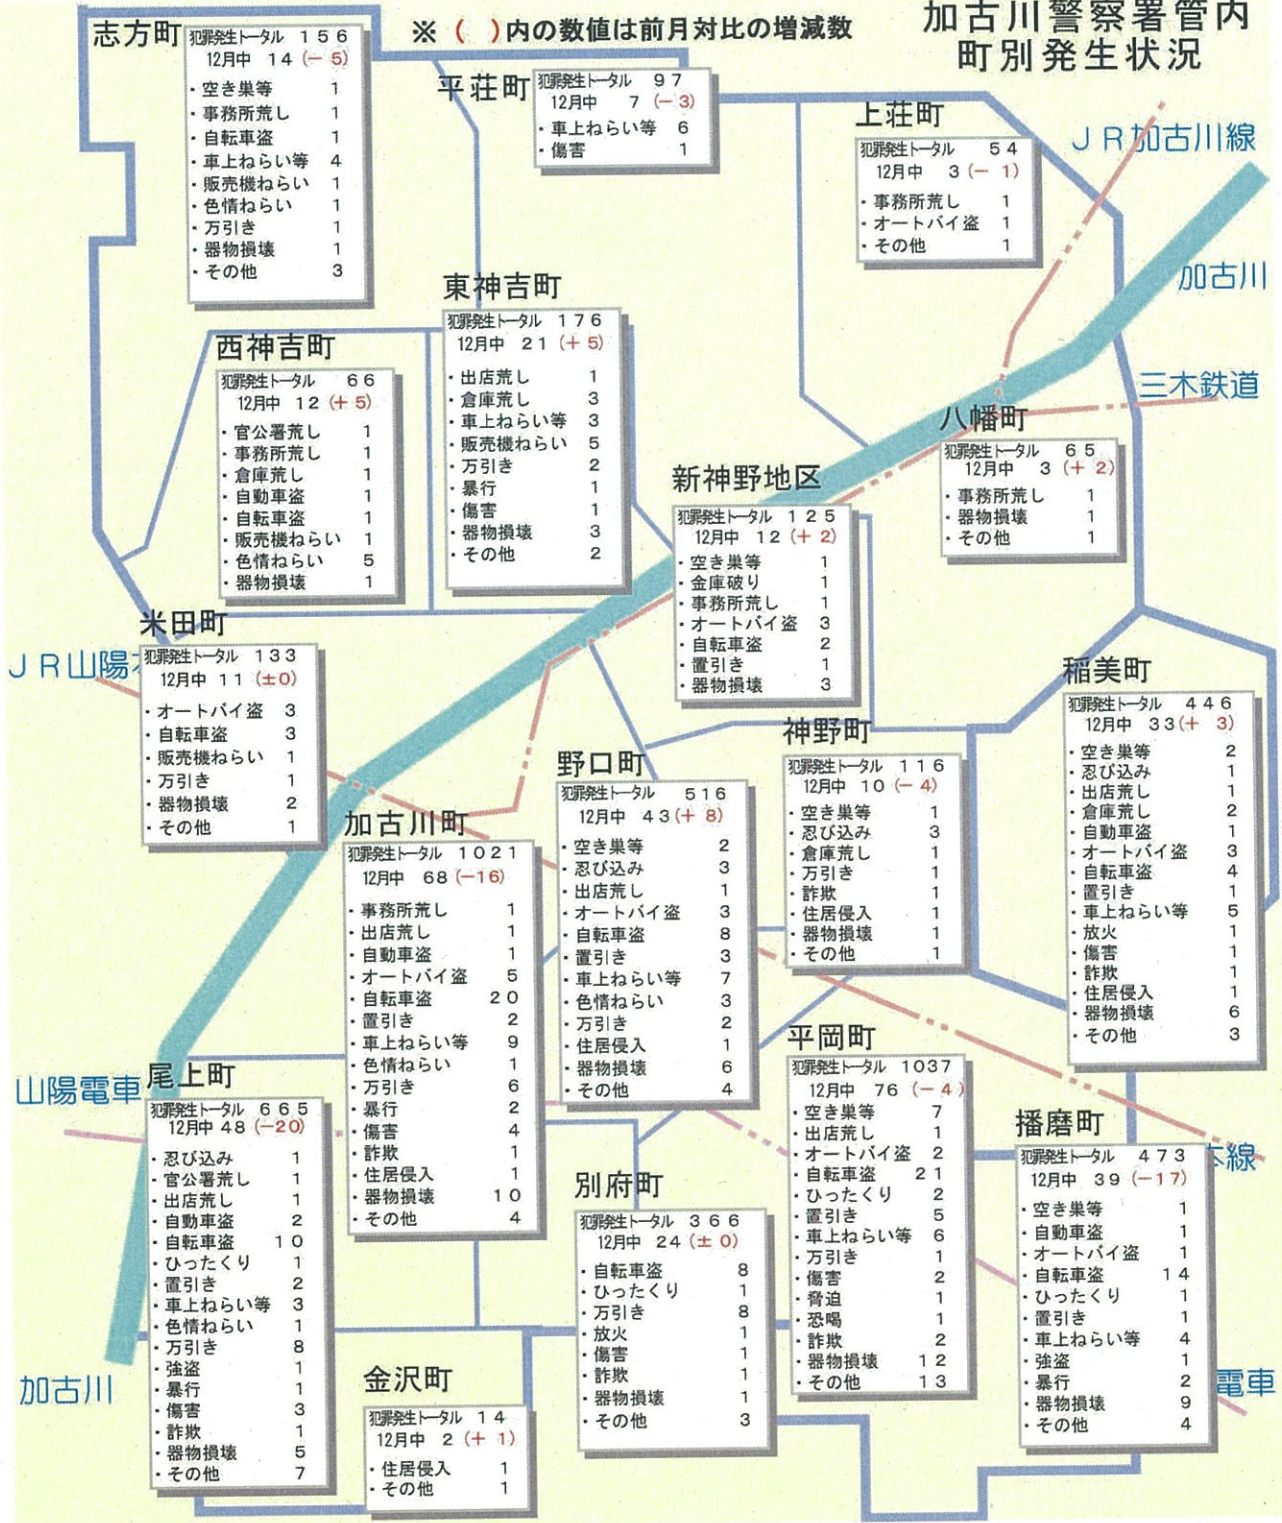 加古川警察署管内
町別発生状況
※（　）内の数値は前月対比の増減数
志方町
犯罪発生トータル 156
12月中 14(－5)
・空き巣等 1
・事務所荒し 1
・自転車盗 1
・車上ねらい等 4
・販売機ねらい 1
・色情ねらい 1
・万引き 1
・器物損壊 1
・その他 3
平荘町
犯罪発生トータル 97
12月中 7(－3)
・車上ねらい等 6
・傷害 1
上荘町
犯罪発生トータル 54
12月中 3(－1)
・事務所荒し 1
・オートバイ盗 1
・その他 1
JR加古川線
加古川
三木鉄道
東神吉町
犯罪発生トータル 176
12月中 21(＋5)
・出店荒し 1
・倉庫荒し 3
・車上ねらい等 3
・販売機ねらい 5
・万引き 2
・暴行 1
・傷害 1
・器物損壊 3
・その他 2
西神吉町
犯罪発生トータル 66
12月中 12(＋5)
・官公署荒し 1
・事務所荒し 1
・倉庫荒し 1
・自動車盗 1
・自転車盗 1
・販売機ねらい 1
・色情ねらい 5
・器物損壊 1
八幡町
犯罪発生トータル 65
12月中 3(＋2)
・事務所荒し 1
・器物損壊 1
・その他 1
新神野地区
犯罪発生トータル 125
12月中 12(＋2)
・空き巣等 1
・金庫破り 1
・事務所荒し 1
・オートバイ盗 3
・自転車盗 2
・置引き 1
・器物損壊 3
米田町
JR山陽
犯罪発生トータル 133
12月中 11(±0)
・オートバイ盗 3
・自転車盗 3
・販売機ねらい 1
・万引き 1
・器物損壊 2
・その他 1
稲美町
犯罪発生トータル 446
12月中 33(＋3)
・空き巣等 2
・忍び込み 1
・出店荒し 1
・倉庫荒し 2
・自動車盗 1
・オートバイ盗 3
・自転車盗 4
・置引き 1
・車上ねらい等 5
・放火 1
・傷害 1
・詐欺 1
・住居侵入 1
・器物損壊 6
・その他 3
神野町
犯罪発生トータル 116
12月中 10(－4)
・空き巣等 1
・忍び込み 3
・倉庫荒し 1
・万引き 1
・詐欺 1
・住居侵入 1
・器物損壊 1
・その他 1
野口町
犯罪発生トータル 516
12月中 43(＋8)
・空き巣等 2
・忍び込み 3
・出店荒し 1
・オートバイ盗 3
・自転車盗 8
・置引き 3
・車上ねらい等 7
・色情ねらい 3
・万引き 2
・住居侵入 1
・器物損壊 6
・その他 4
加古川町
犯罪発生トータル 1021
12月中 68(－16)
・事務所荒し 1
・出店荒し 1
・自動車盗 1
・オートバイ盗 5
・自転車盗 20
・置引き 2
・車上ねらい等 9
・色情ねらい 1
・万引き 6
・暴行 2
・傷害 4
・詐欺 1
・住居侵入 1
・器物損壊 10
・その他 4
山陽電車
尾上町
犯罪発生トータル 665
12月中 48(－20)
・忍び込み 1
・官公署荒し 1
・出店荒し 1
・自動車盗 2
・自転車盗 10
・ひったくり 1
・置引き 2
・車上ねらい等 3
・色情ねらい 1
・万引き 8
・強盗 1
・暴行 1
・傷害 3
・詐欺 1
・器物損壊 5
・その他 7
平岡町
犯罪発生トータル 1037
12月中 76(－4)
・空き巣等 7
・出店荒し 1
・オートバイ盗 2
・自転車盗 21
・ひったくり 2
・置引き 5
・車上ねらい等 6
・万引き 1
・傷害 2
・脅迫 1
・恐喝 1
・詐欺 2
・器物損壊 12
・その他 13
播磨町
本線
犯罪発生トータル 473
12月中 39(－17)
・空き巣等 1
・自動車盗 1
・オートバイ盗 1
・自転車盗 14
・ひったくり 1
・置引き 1
・車上ねらい等 4
・強盗 1
・暴行 2
・器物損壊 9
・その他 4
電車
別府町
犯罪発生トータル 366
12月中 24(±0)
・自転車盗 8
・ひったくり 1
・万引き 8
・放火 1
・傷害 1
・詐欺 1
・器物損壊 1
・その他 3
加古川
金沢町
犯罪発生トータル 14
12月中 2(＋1)
・住居侵入 1
・その他 1